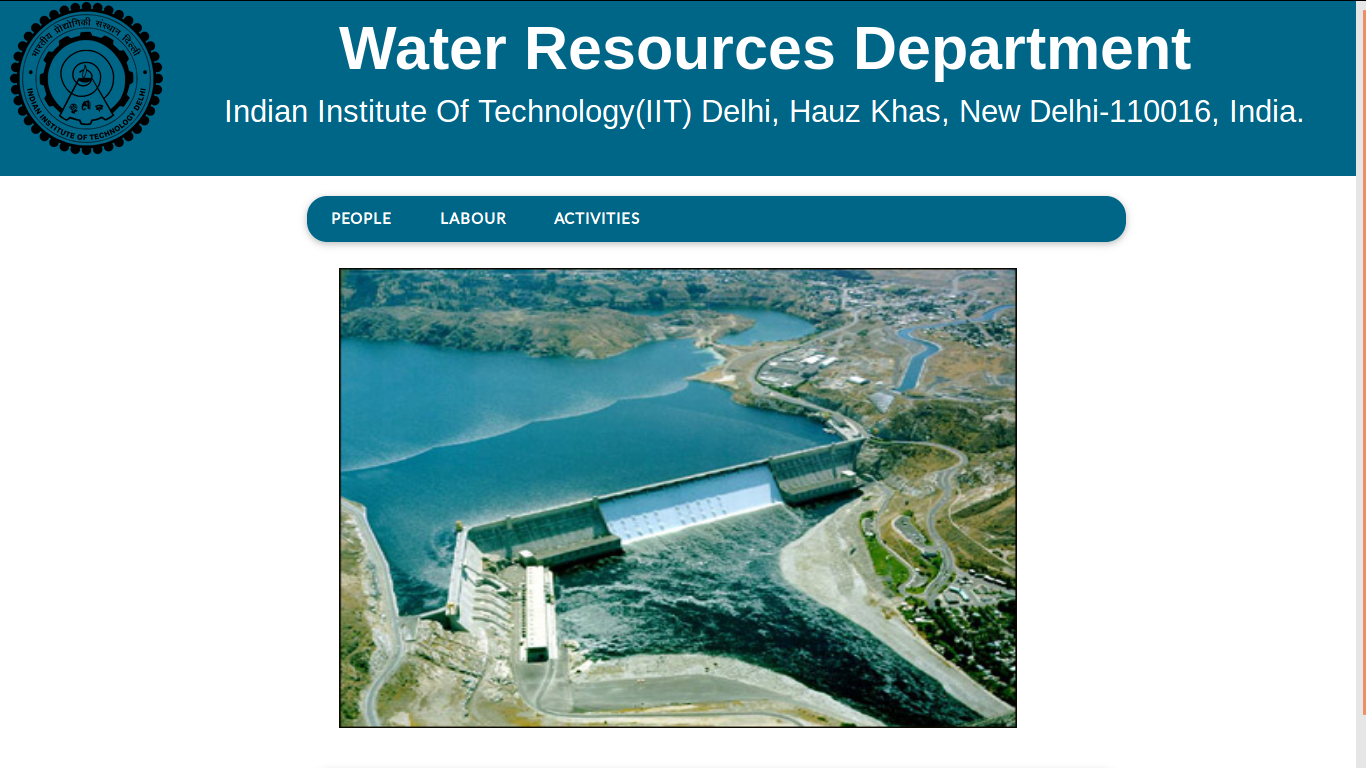 भारतीय प्रौद्योगिकी संस्थान दिल्ली
INDIAN INSTITUTE OF TECHNOLOGY DELHI
Water Resources Department
Indian Institute Of Technology(IIT) Delhi, Hauz Khas, New Delhi-110016, India.
PEOPLE LABOUR ACTIVITIES